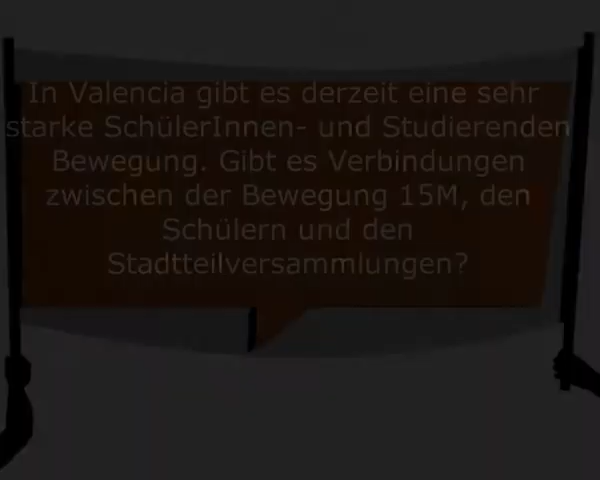 In Valencia gibt es derzeit eine sehr
starke SchülerInnen- und Studierenden
Bewegung. Gibt es Verbindungen
zwischen der Bewegung 15M, den
Schülern und den
Stadtteilversammlungen?